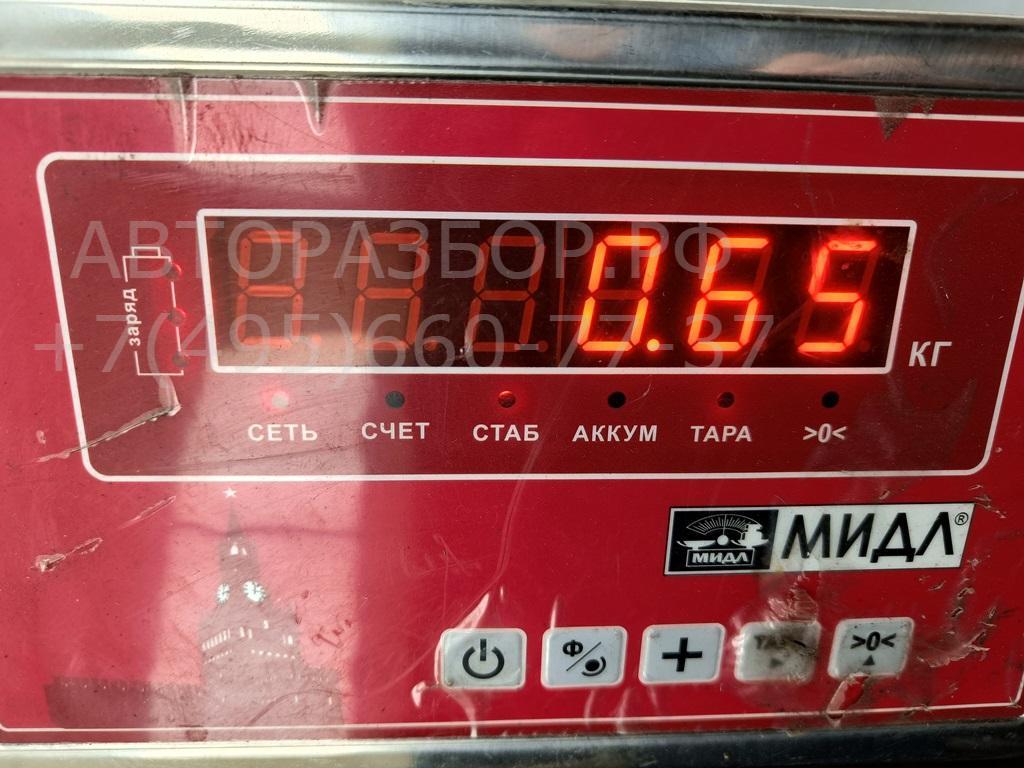 АВТОРАЗБОР.РФ
+7(495)660-77-37
заряд
0.65
КГ
СЕТЬ СЧЕТ СТАБ АККУМ ТАРА >0<
МИДЛ МИДЛ®
Ф
+
>0<